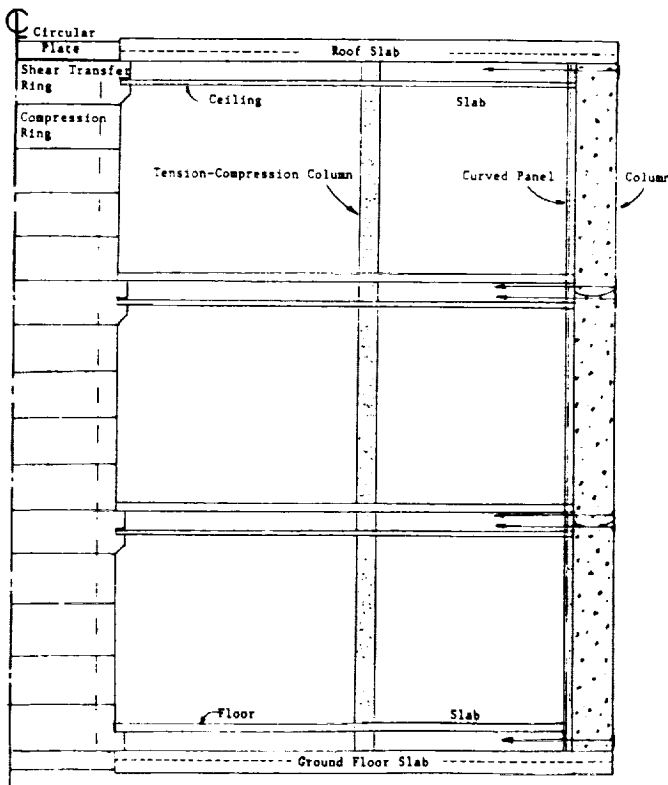 ℄ Circular
Plate
Roof Slab
Shear Transfer
Ring
Ceiling
Slab
Compression
Ring
Tension-Compression Column
Curved Panel
Column
Floor
Slab
Ground Floor Slab